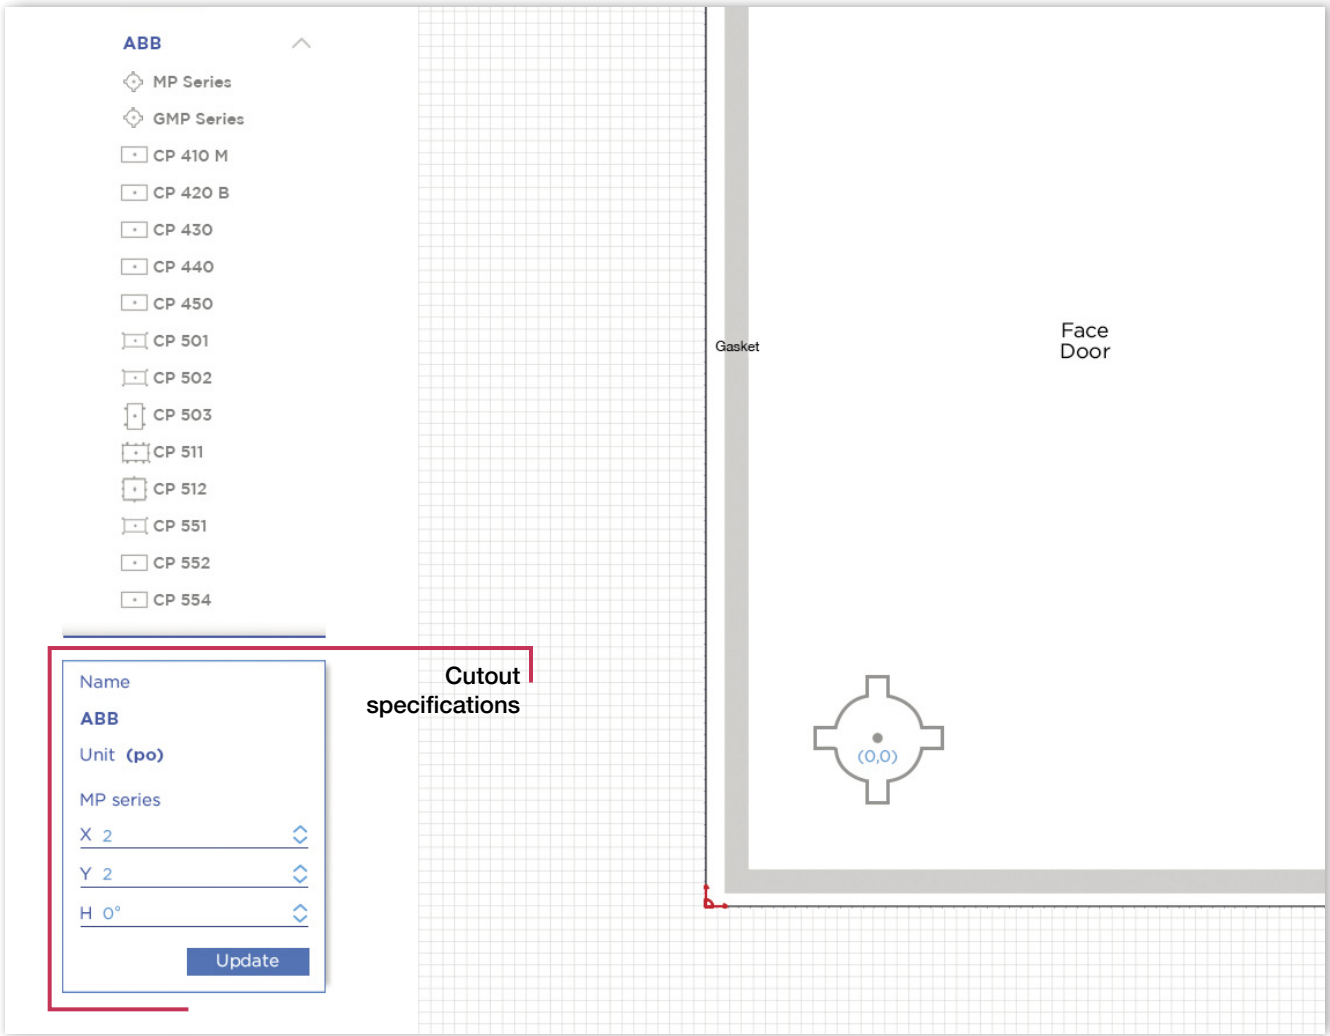 ABB
MP Series
GMP Series
CP 410 M
CP 420 B
CP 430
CP 440
CP 450
CP 501
CP 502
CP 503
CP 511
CP 512
CP 551
CP 552
CP 554
Gasket
Face
Door
Cutout
specifications
Name
ABB
Unit (po)
MP series
X 2
Y 2
H 0°
Update
(0,0)